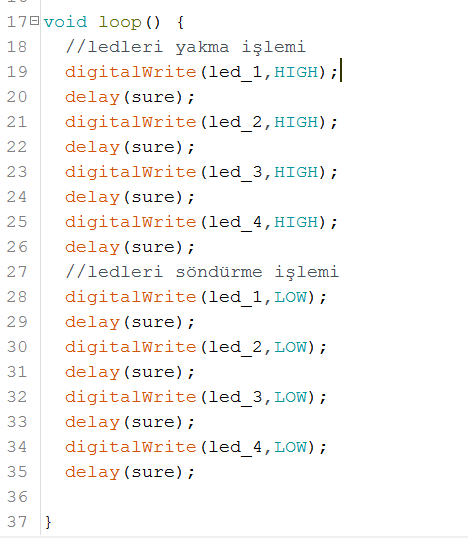 17 void loop() {
18 //ledleri yakma işlemi
19 digitalWrite(led_1,HIGH);
20 delay(sure);
21 digitalWrite(led_2,HIGH);
22 delay(sure);
23 digitalWrite(led_3,HIGH);
24 delay(sure);
25 digitalWrite(led_4,HIGH);
26 delay(sure);
27 //ledleri söndürme işlemi
28 digitalWrite(led_1,LOW);
29 delay(sure);
30 digitalWrite(led_2,LOW);
31 delay(sure);
32 digitalWrite(led_3,LOW);
33 delay(sure);
34 digitalWrite(led_4,LOW);
35 delay(sure);
36
37 }